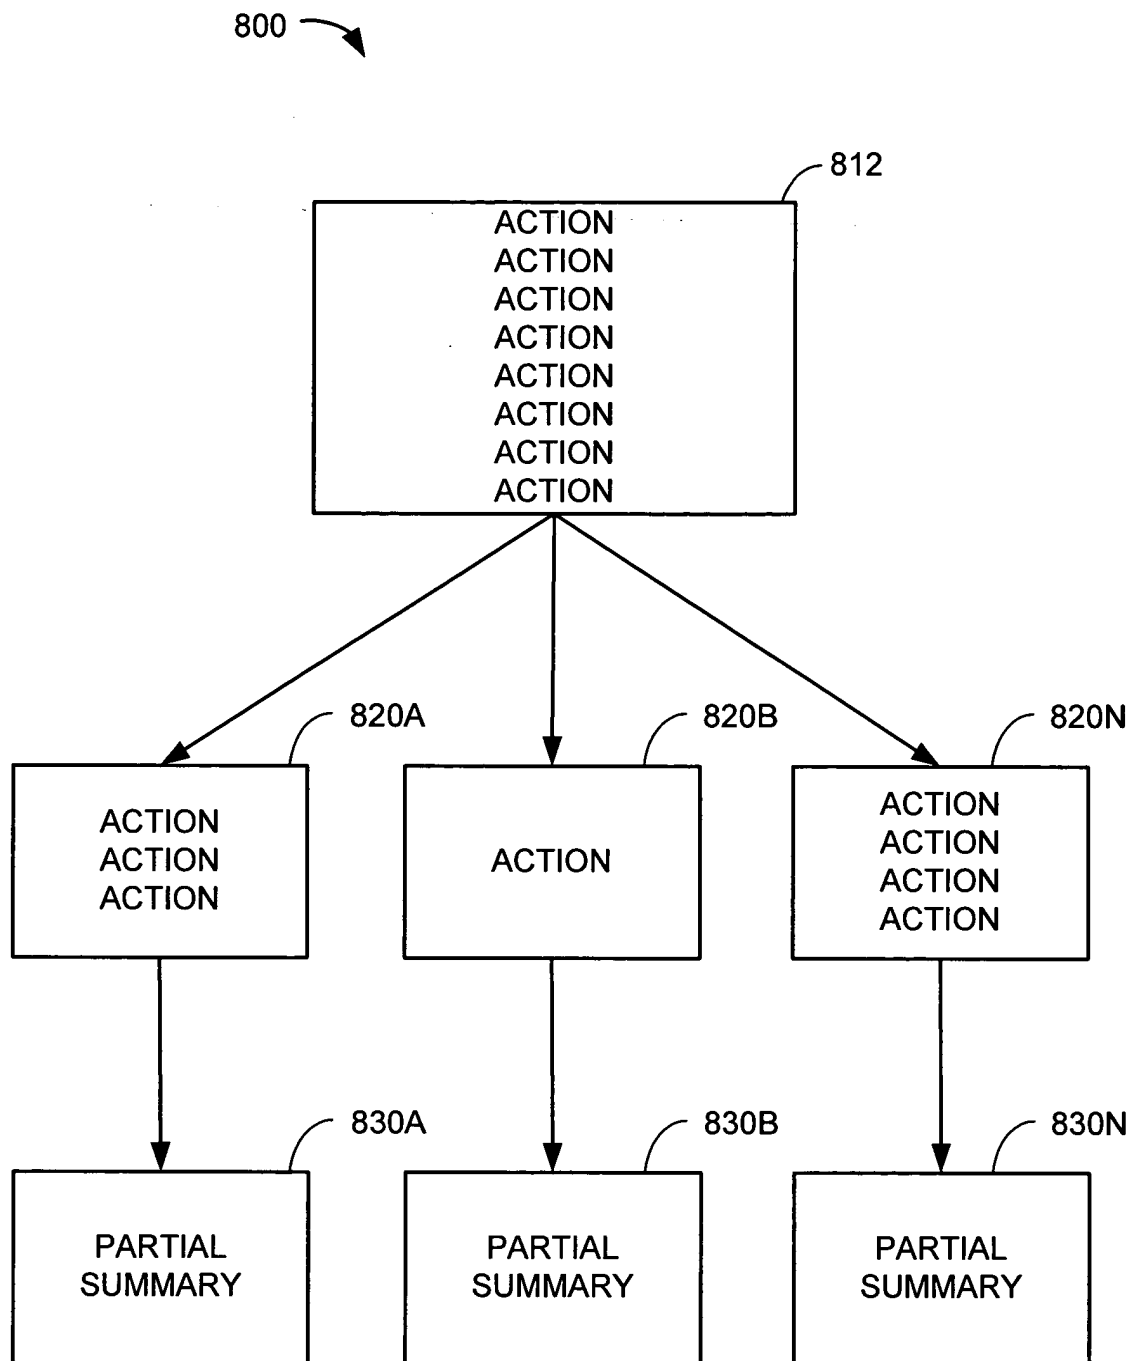 800
812
ACTION
ACTION
ACTION
ACTION
ACTION
ACTION
ACTION
ACTION
820A
820B
820N
ACTION
ACTION
ACTION
ACTION
ACTION
ACTION
ACTION
ACTION
830A
830B
830N
PARTIAL
SUMMARY
PARTIAL
SUMMARY
PARTIAL
SUMMARY